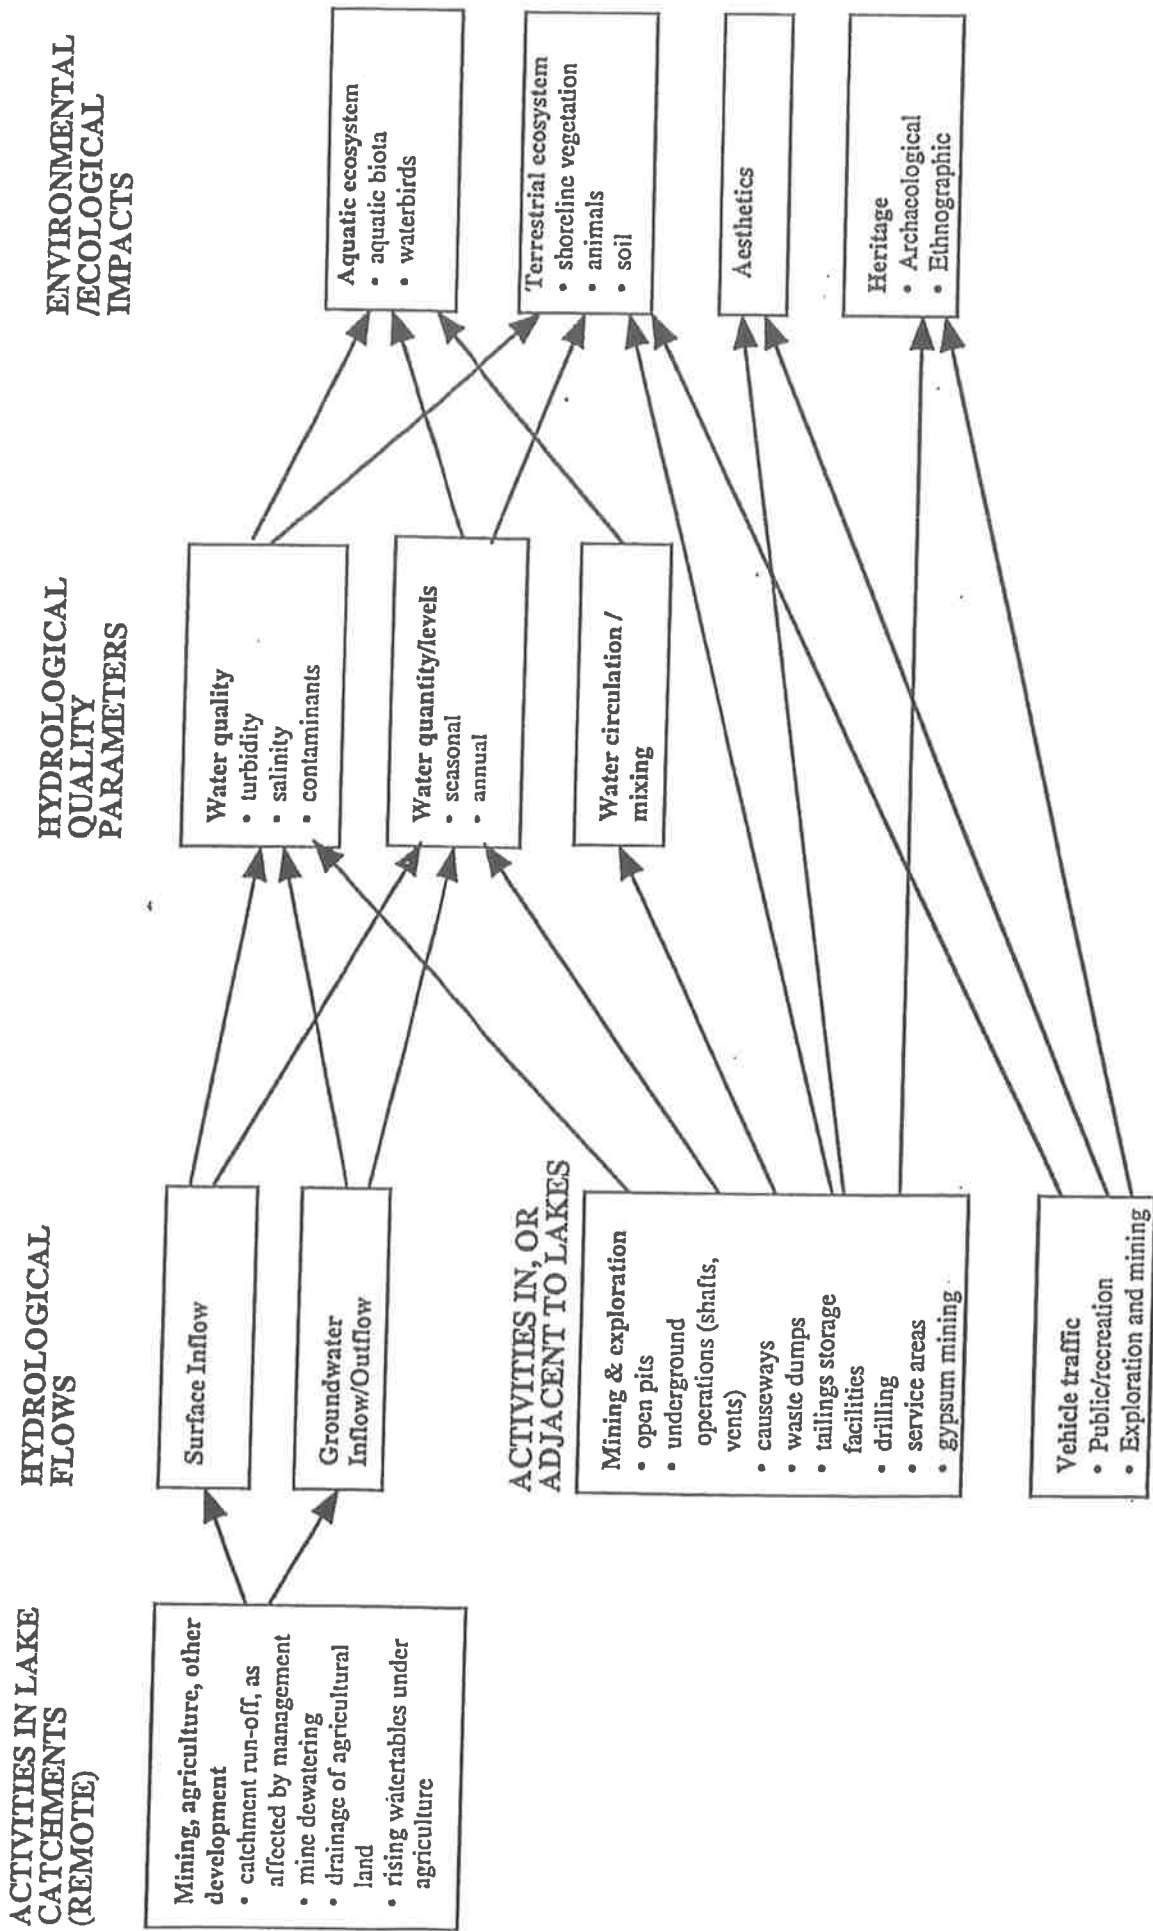 ACTIVITIES IN LAKE
CATCHMENTS
(REMOTE)
Mining, agriculture, other
development
• catchment run-off, as
affected by management
• mine dewatering
• drainage of agricultural
land
• rising watertables under
agriculture
HYDROLOGICAL
FLOWS
Surface Inflow
Groundwater
Inflow/Outflow
ACTIVITIES IN, OR
ADJACENT TO LAKES
Mining & exploration
• open pits
• underground
operations (shafts,
vents)
• causeways
• waste dumps
• tailings storage
facilities
• drilling
• service areas
• gypsum mining
Vehicle traffic
• Public/recreation
• Exploration and mining
HYDROLOGICAL
QUALITY
PARAMETERS
Water quality
• turbidity
• salinity
• contaminants
Water quantity/levels
• seasonal
• annual
Water circulation /
mixing
ENVIRONMENTAL
/ECOLOGICAL
IMPACTS
Aquatic ecosystem
• aquatic biota
• waterbirds
Terrestrial ecosystem
• shoreline vegetation
• animals
• soil
Aesthetics
Heritage
• Archaeological
• Ethnographic